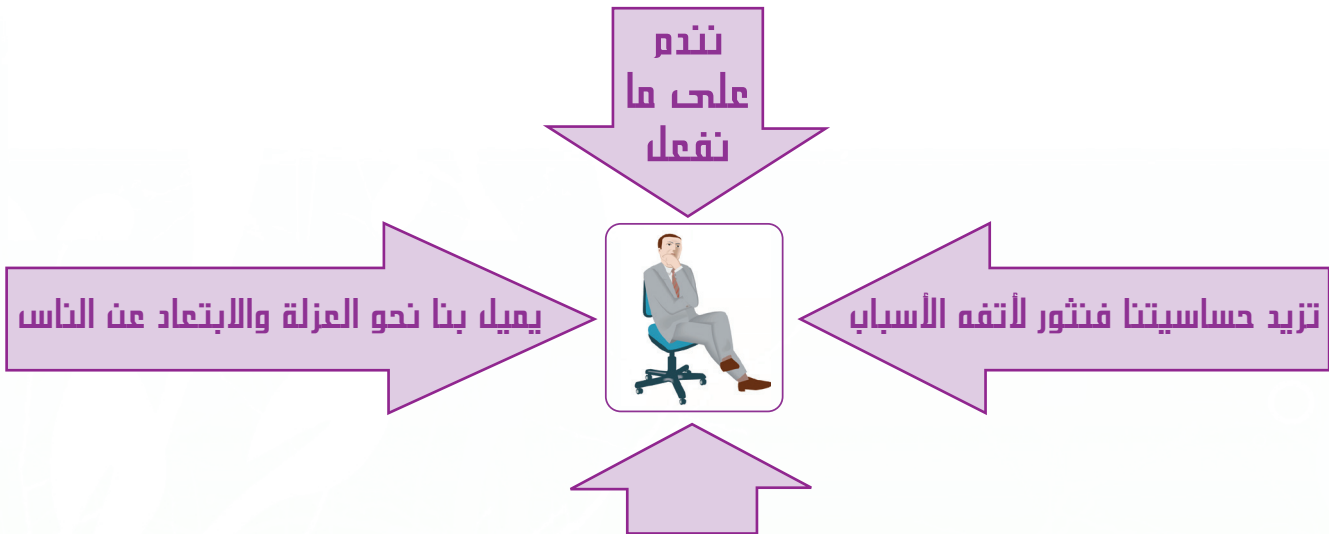 نندم
على ما
نفعل
تزيد حساسيتنا فنثور لأتفه الأسباب
يميل بنا نحو العزلة والابتعاد عن الناس